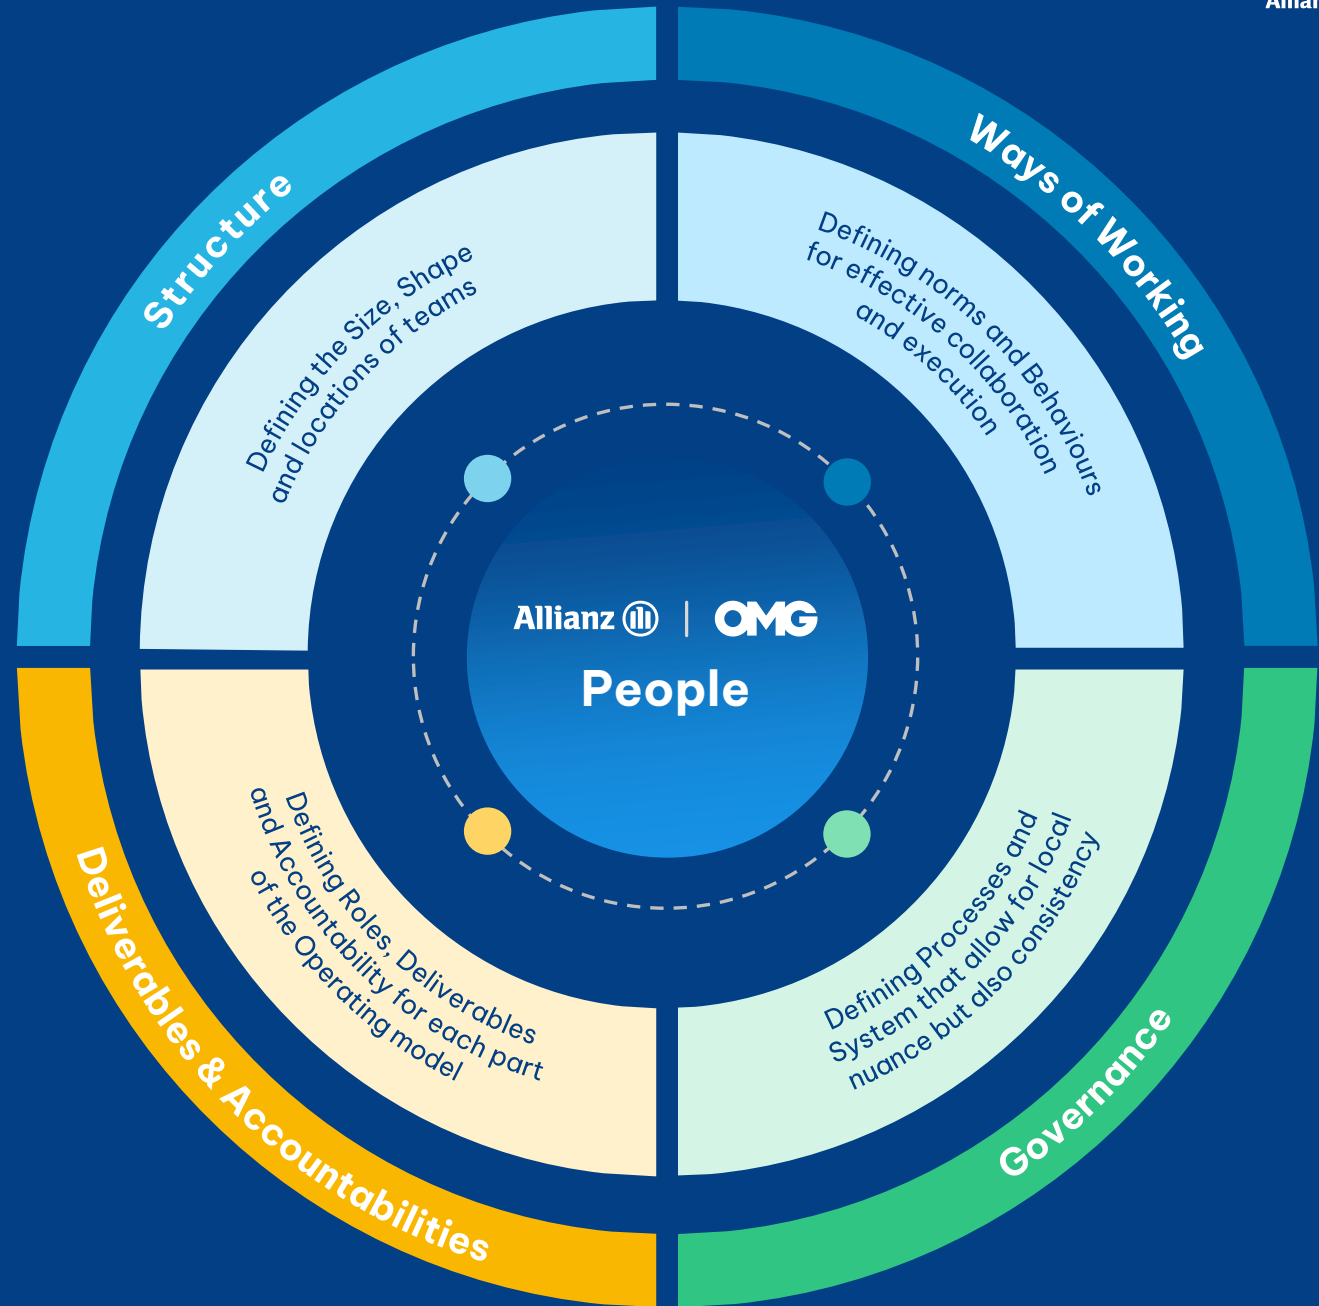 Structure
Defining the Size, Shape
and locations of teams
Ways of Working
Defining norms and Behaviours
for effective collaboration
and execution
Allianz | OMG
People
Defining Roles, Deliverables
and Accountability for each part
of the Operating model
Deliverables & Accountabilities
Defining Processes and
System that allow for local
nuance but also consistency
Governance